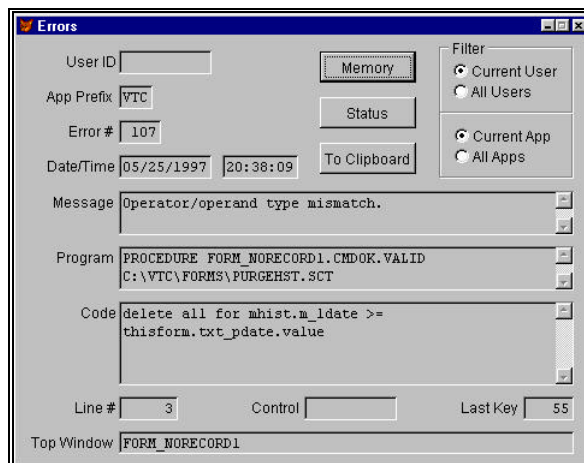 Errors
User ID
App Prefix VTC
Error # 107
Date/Time 05/25/1997 20:38:09
Memory
Status
To Clipboard
Filter
Current User
All Users
Current App
All Apps
Message Operator/operand type mismatch.
Program PROCEDURE FORM_NORECORD1.CMDOK.VALID
C:\VTC\FORMS\PURGEHST.SCT
Code delete all for mhist.m_ldate >=
thisform.txt_pdate.value
Line # 3 Control Last Key 55
Top Window FORM_NORECORD1